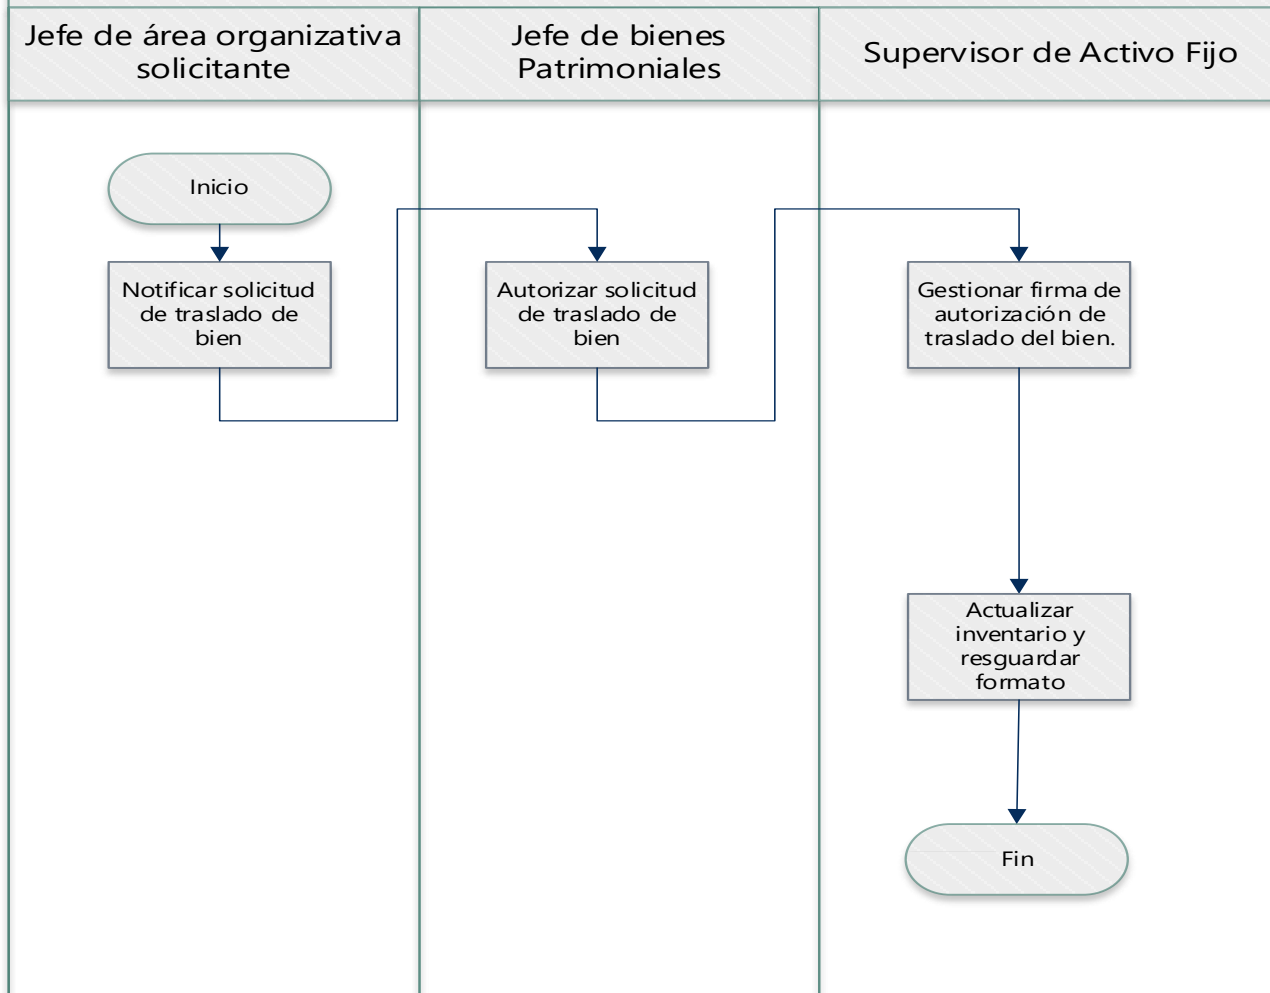 Jefe de área organizativa
solicitante
Jefe de bienes
Patrimoniales
Supervisor de Activo Fijo
Inicio
Notificar solicitud
de traslado de
bien
Autorizar solicitud
de traslado de
bien
Gestionar firma de
autorización de
traslado del bien.
Actualizar
inventario y
resguardar
formato
Fin